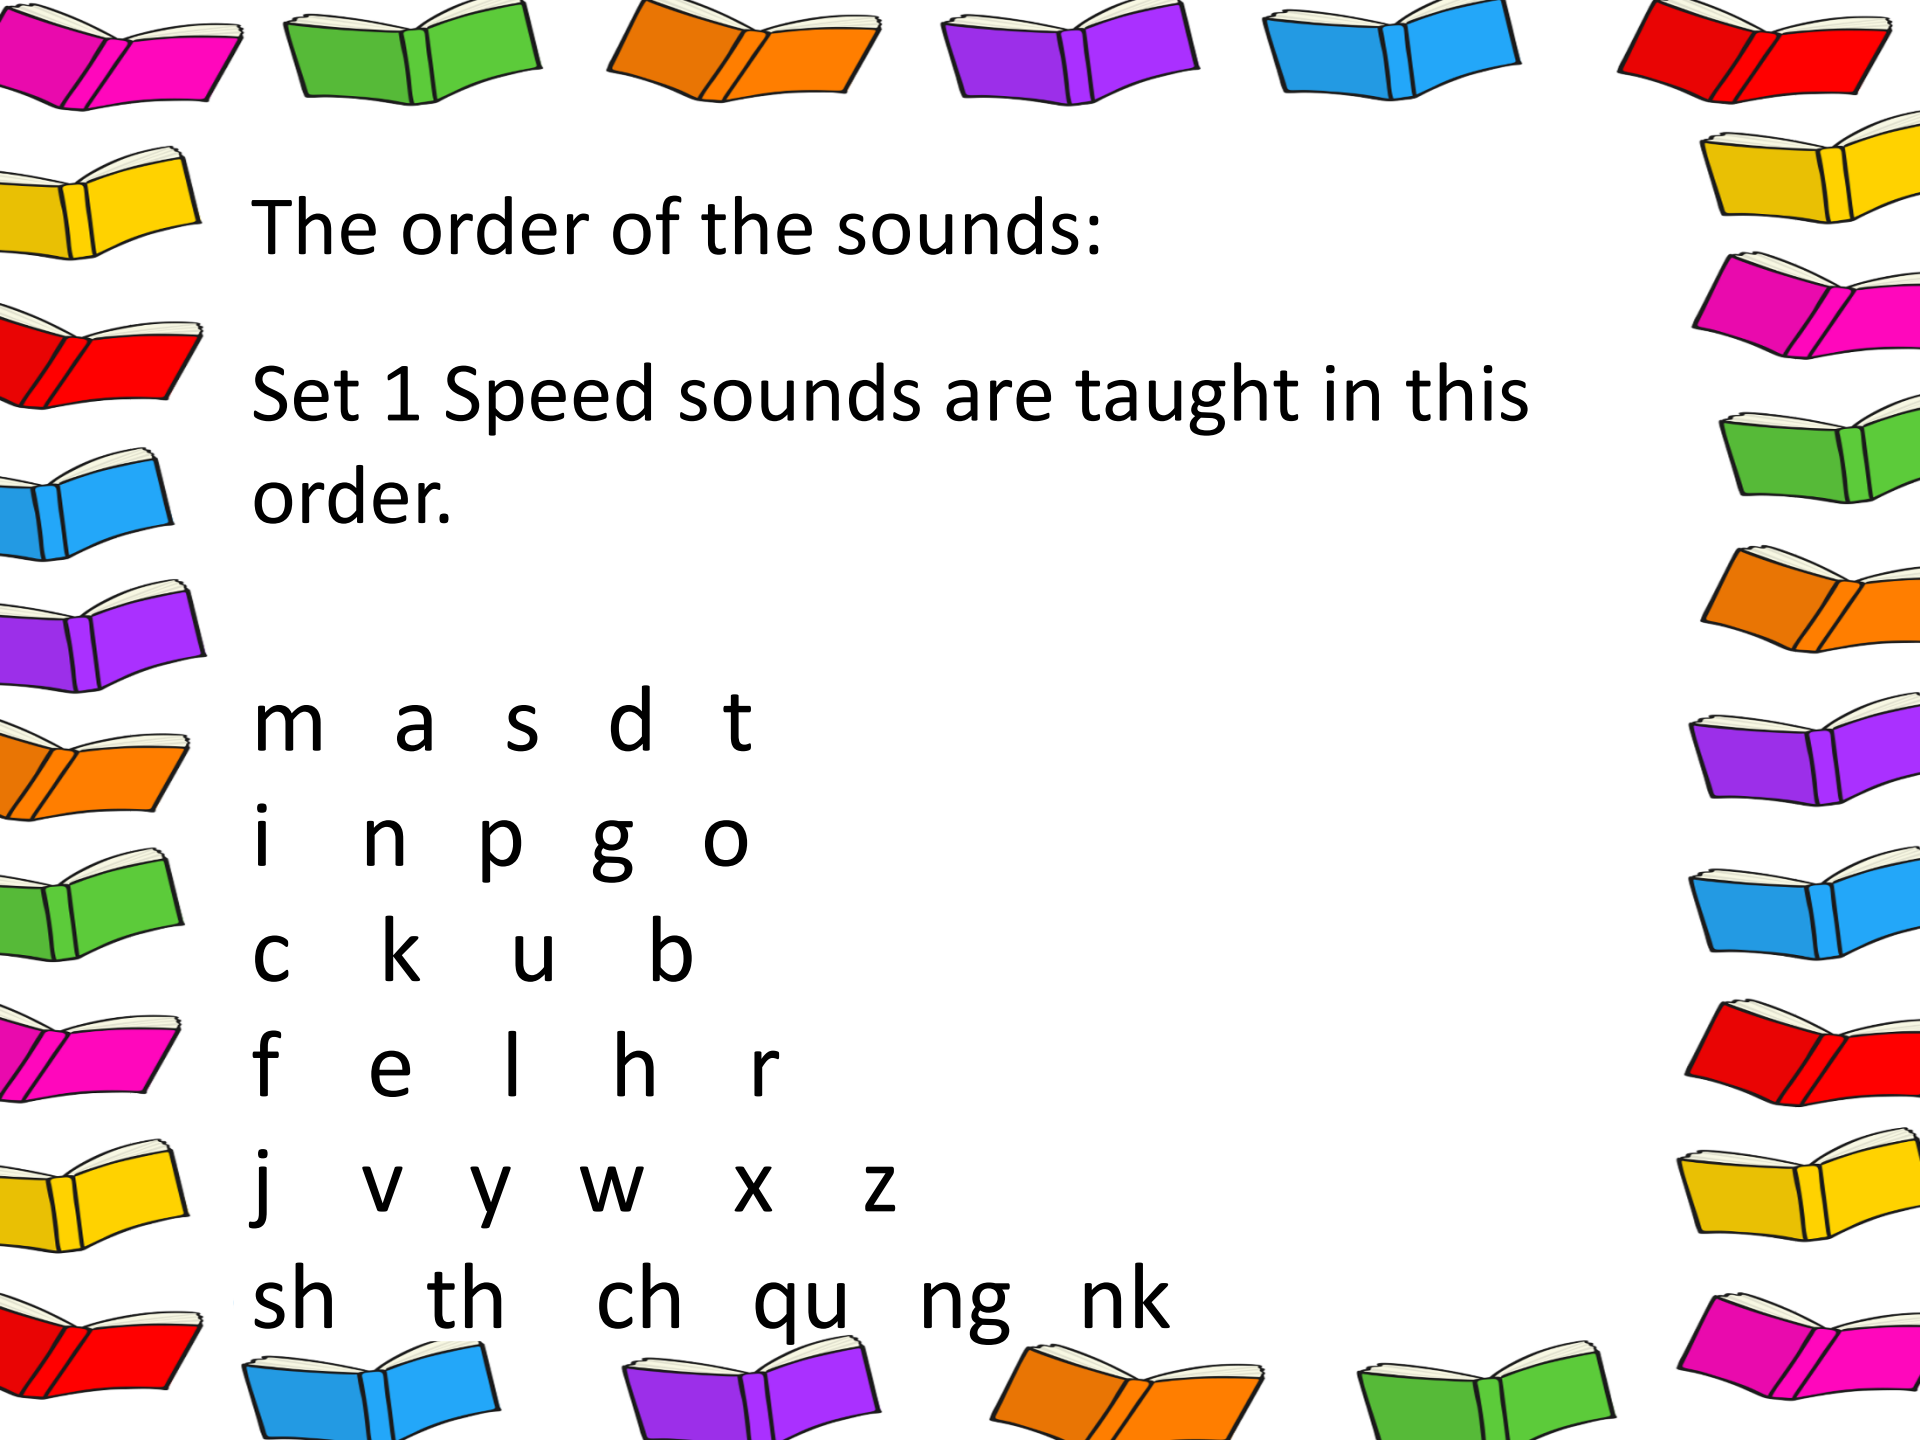 The order of the sounds:
Set 1 Speed sounds are taught in this
order.
m a s d t
i n p g o
c k u b
f e l h r
j v y w x z
sh th ch qu ng nk